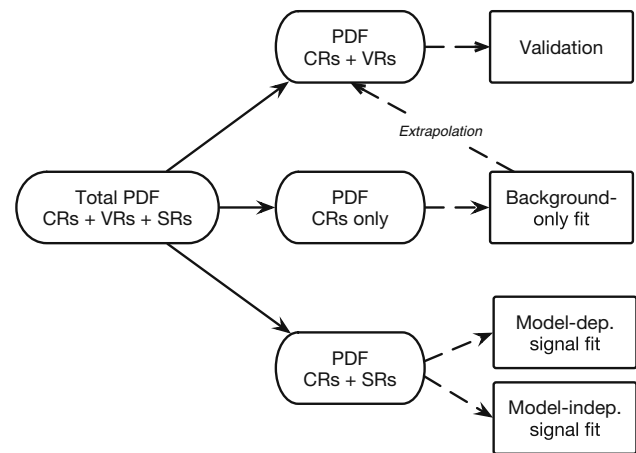 PDF
CRs + VRs
Validation
Extrapolation
Total PDF
CRs + VRs + SRs
PDF
CRs only
Background-
only fit
PDF
CRs + SRs
Model-dep.
signal fit
Model-indep.
signal fit